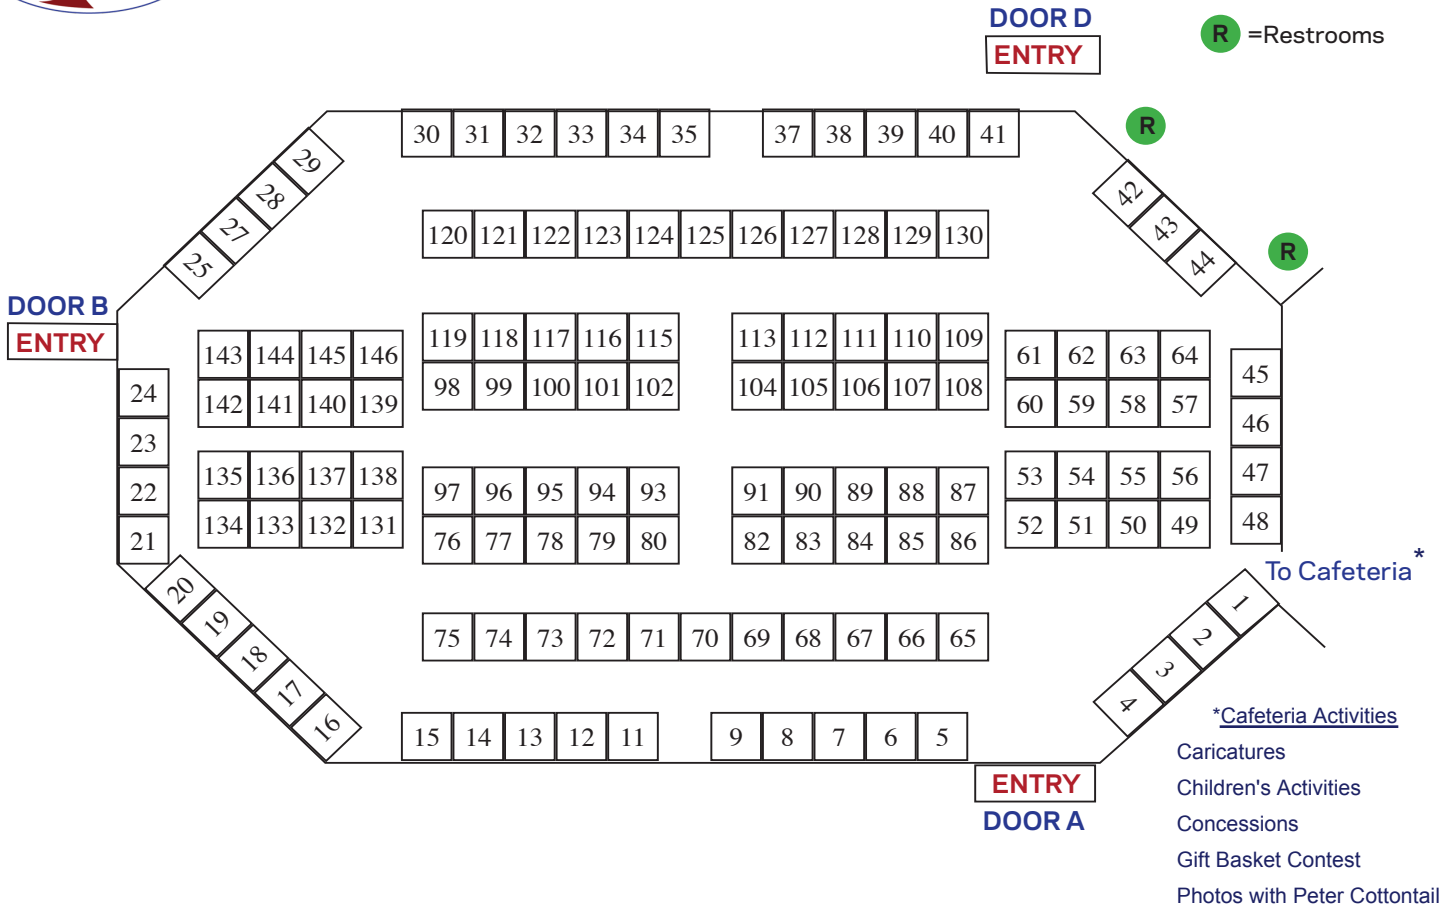 DOOR D
ENTRY
R =Restrooms
R
30 31 32 33 34 35 37 38 39 40 41
29
28
27
25
42
43
44
120 121 122 123 124 125 126 127 128 129 130
R
DOOR B
ENTRY
119 118 117 116 115 113 112 111 110 109
143 144 145 146 61 62 63 64
98 99 100 101 102 104 105 106 107 108
142 141 140 139 60 59 58 57
24
23
22
21
45
46
47
48
135 136 137 138 53 54 55 56
97 96 95 94 93 91 90 89 88 87
134 133 132 131 52 51 50 49
76 77 78 79 80 82 83 84 85 86
To Cafeteria*
20
19
18
17
16
1
2
3
4
75 74 73 72 71 70 69 68 67 66 65
15 14 13 12 11 9 8 7 6 5
ENTRY
DOOR A
*Cafeteria Activities
Caricatures
Children's Activities
Concessions
Gift Basket Contest
Photos with Peter Cottontail